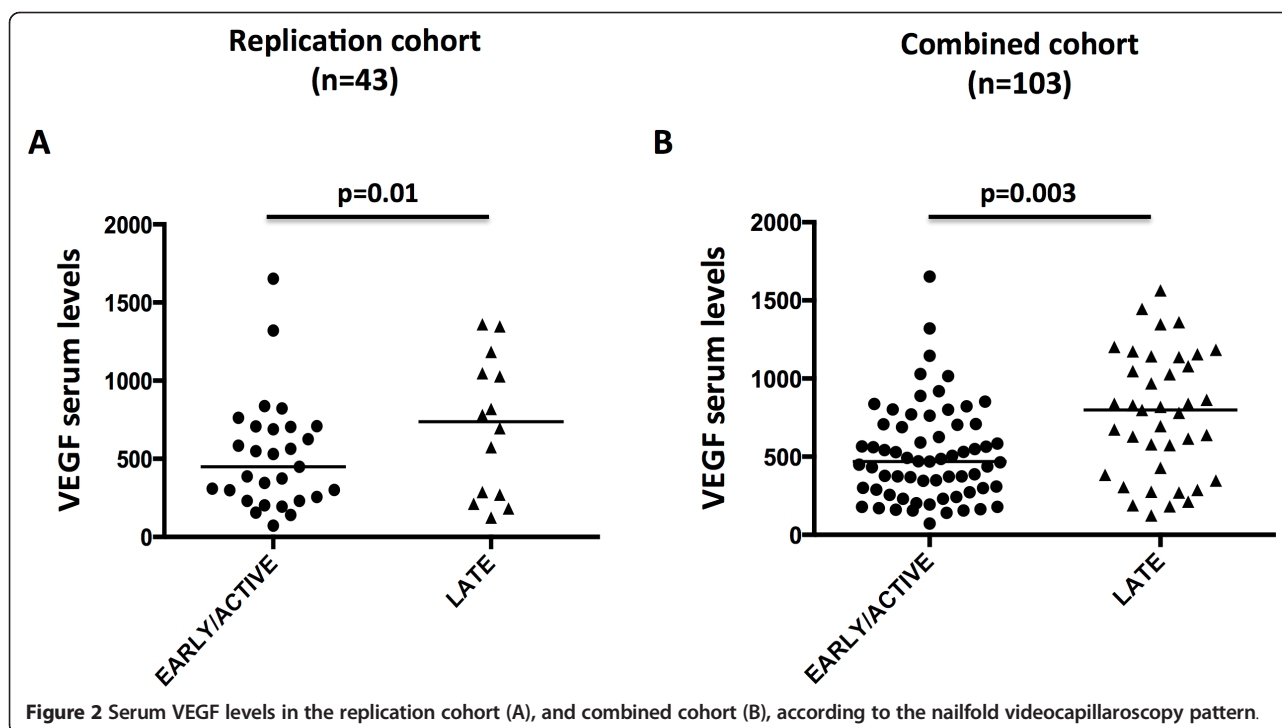 Replication cohort
(n=43)
Combined cohort
(n=103)
A
p=0.01
VEGF serum levels
2000
1500
1000
500
0
EARLY/ACTIVE
LATE
B
p=0.003
VEGF serum levels
2000
1500
1000
500
0
EARLY/ACTIVE
LATE
Figure 2 Serum VEGF levels in the replication cohort (A), and combined cohort (B), according to the nailfold videocapillaroscopy pattern.